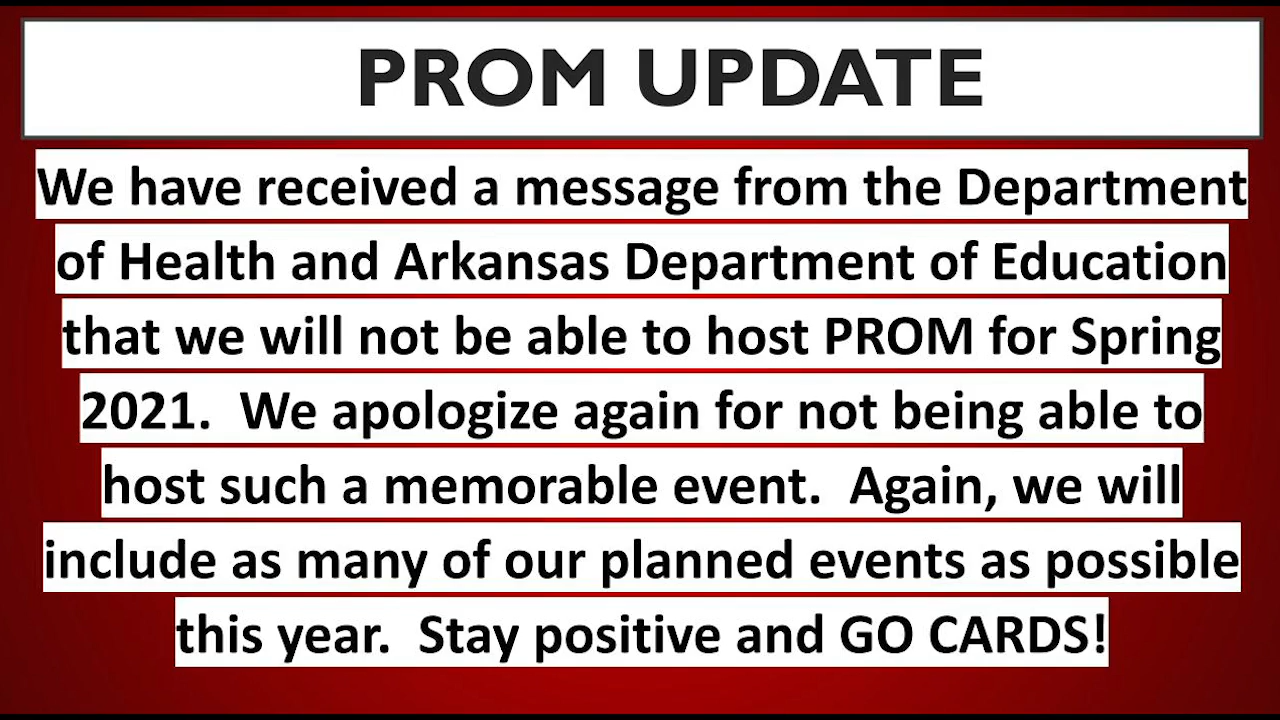 PROM UPDATE
We have received a message from the Department
of Health and Arkansas Department of Education
that we will not be able to host PROM for Spring
2021.  We apologize again for not being able to
host such a memorable event.  Again, we will
include as many of our planned events as possible
this year.  Stay positive and GO CARDS!